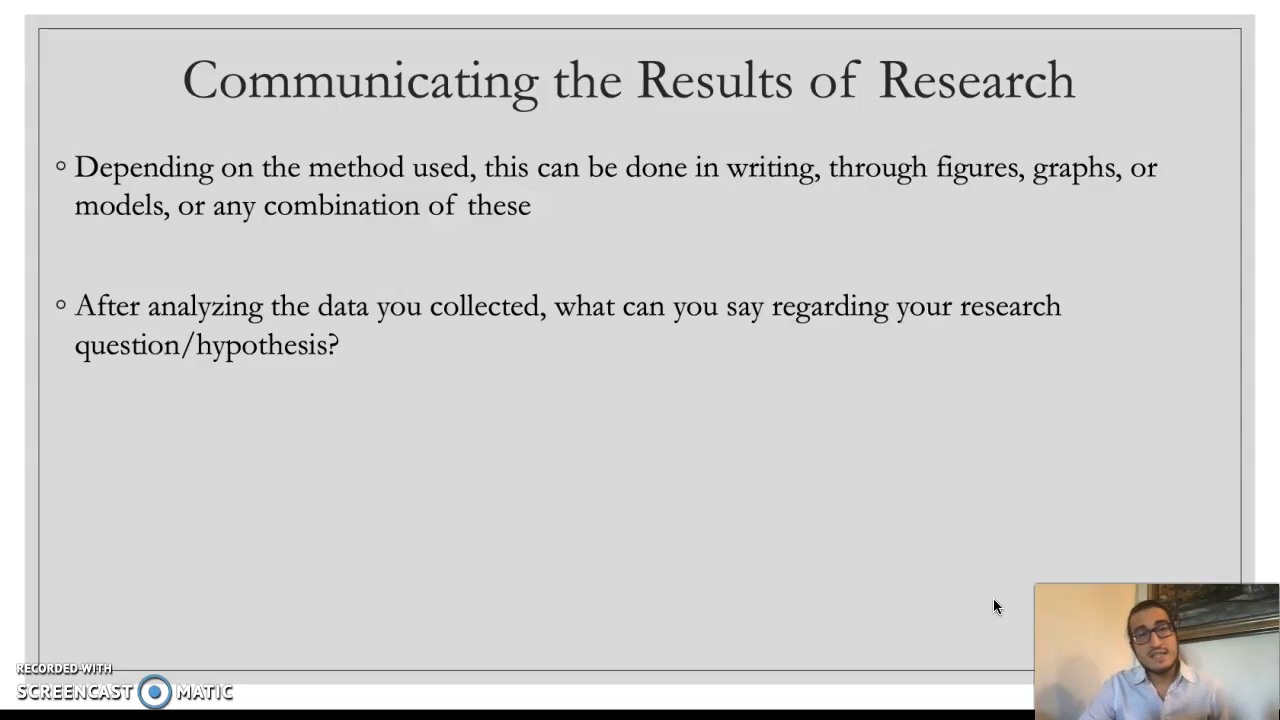 Communicating the Results of Research
◦ Depending on the method used, this can be done in writing, through figures, graphs, or
models, or any combination of these
◦ After analyzing the data you collected, what can you say regarding your research
question/hypothesis?
RECORDED WITH
SCREENCAST MATIC